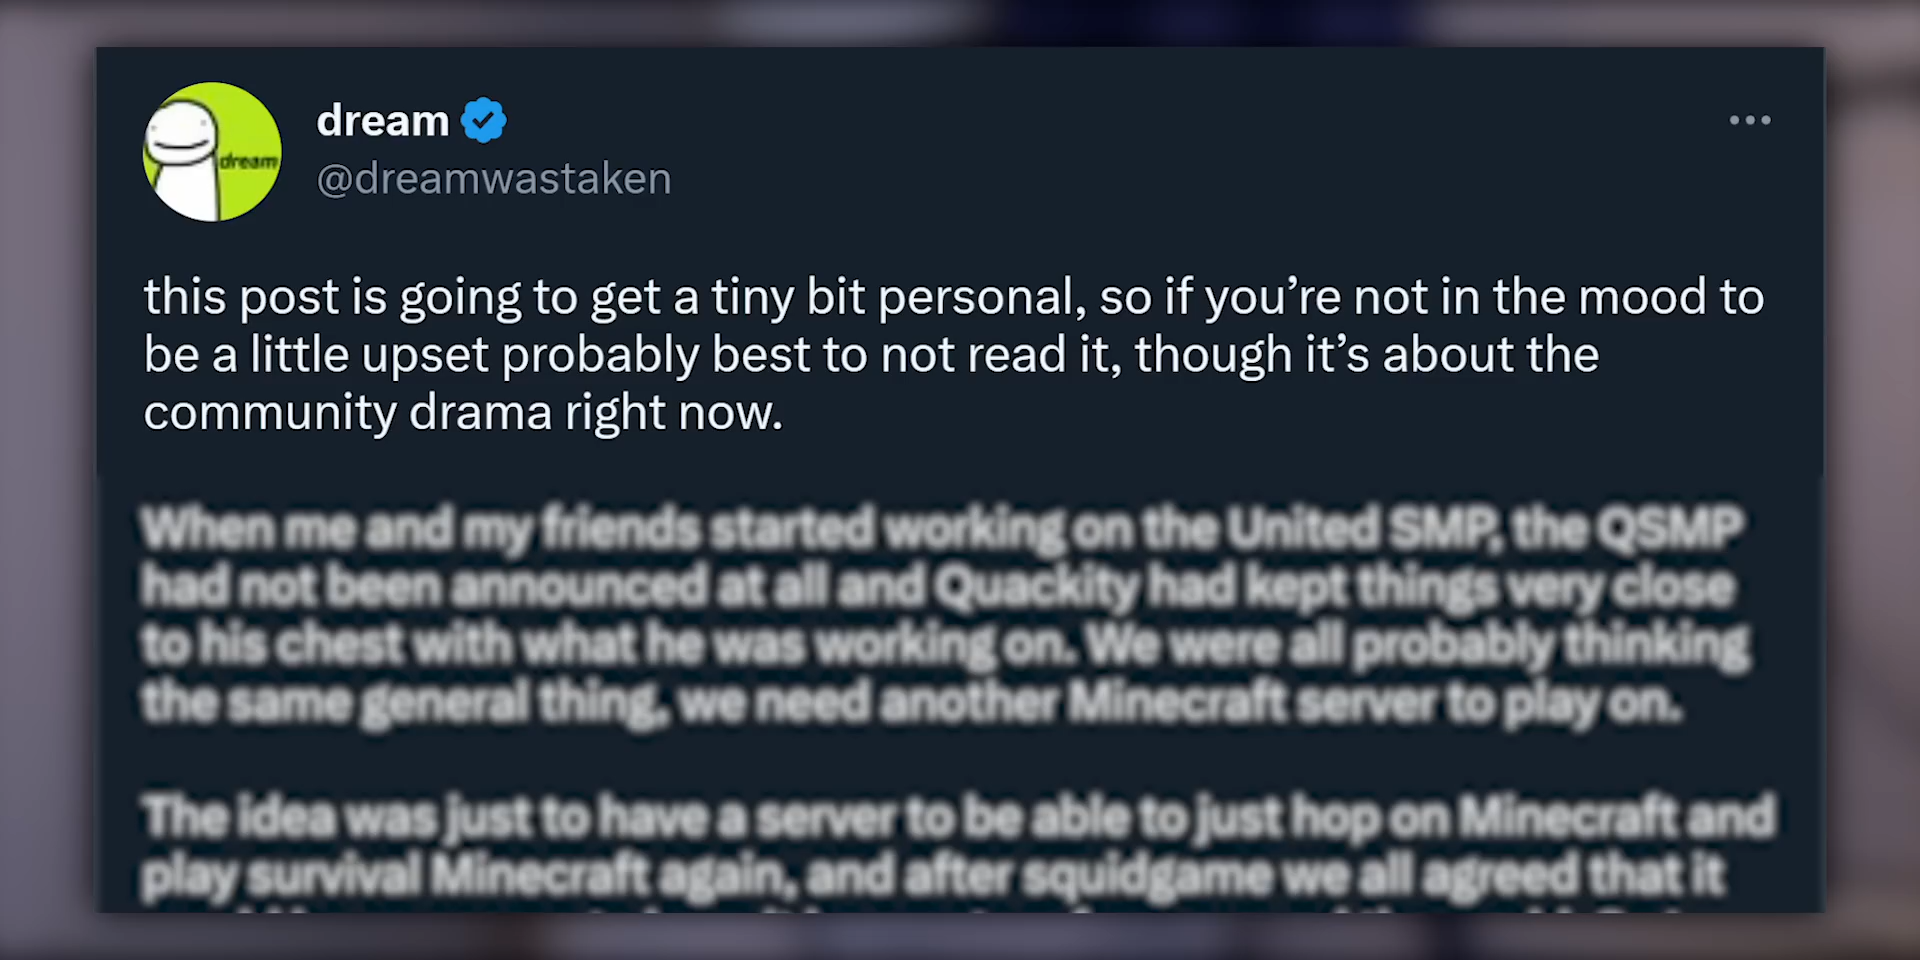 dream
@dreamwastaken
dream
this post is going to get a tiny bit personal, so if you’re not in the mood to
be a little upset probably best to not read it, though it’s about the
community drama right now.
When me and my friends started working on the United SMP, the QSMP
had not been announced at all and Quackity had kept things very close
to his chest with what he was working on. We were all probably thinking
the same general thing, we need another Minecraft server to play on.
The idea was just to have a server to be able to just hop on Minecraft and
play survival Minecraft again, and after squidgame we all agreed that it